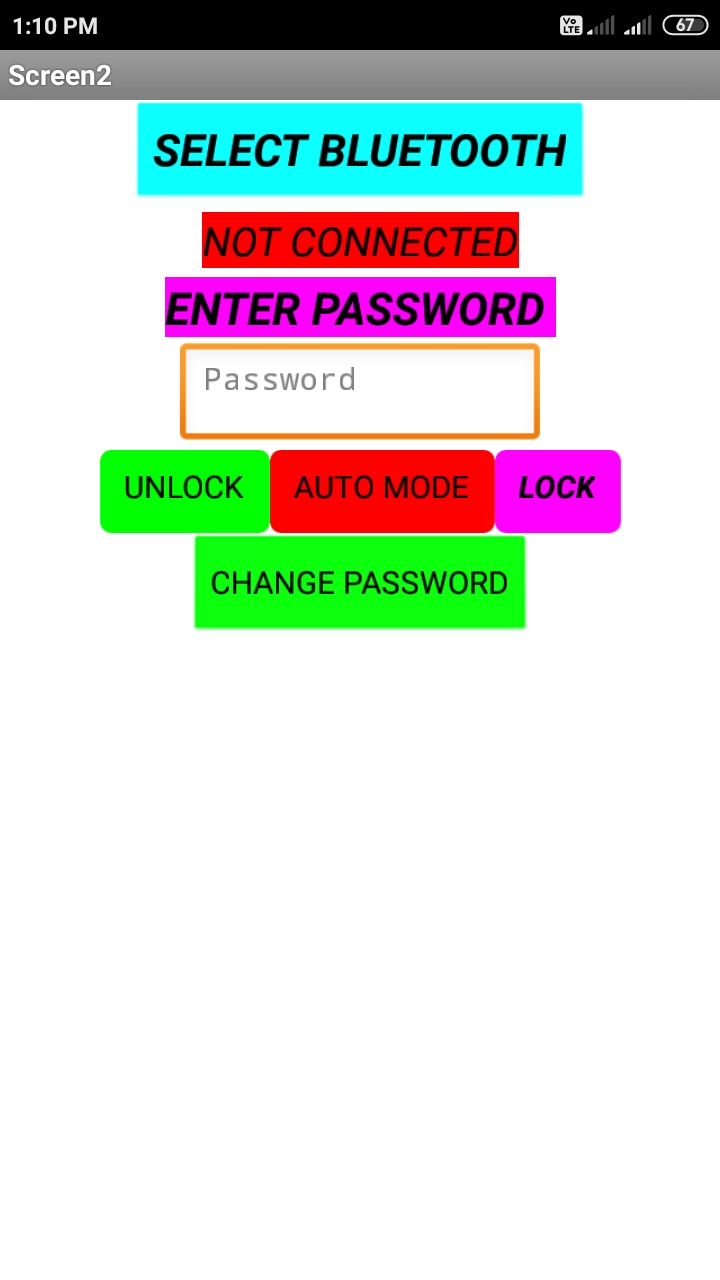 1:10 PM Vo LTE 67
Screen2
SELECT BLUETOOTH
NOT CONNECTED
ENTER PASSWORD
Password
UNLOCK AUTO MODE LOCK
CHANGE PASSWORD